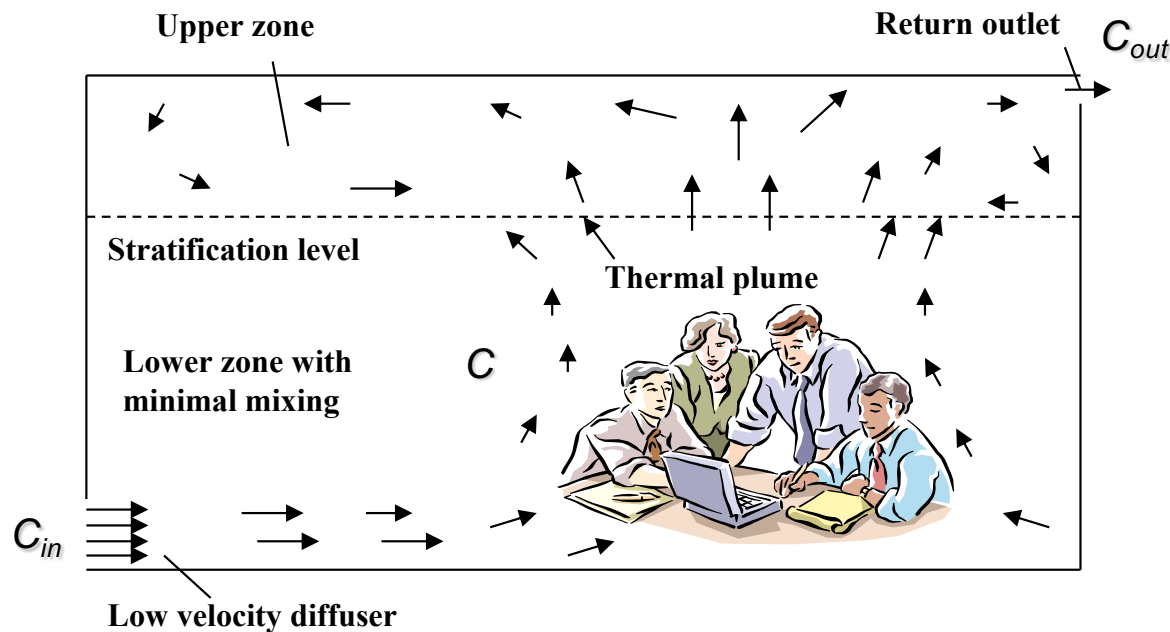 Upper zone
Return outlet
C_out
Stratification level
Thermal plume
Lower zone with
minimal mixing
C
C_in
Low velocity diffuser